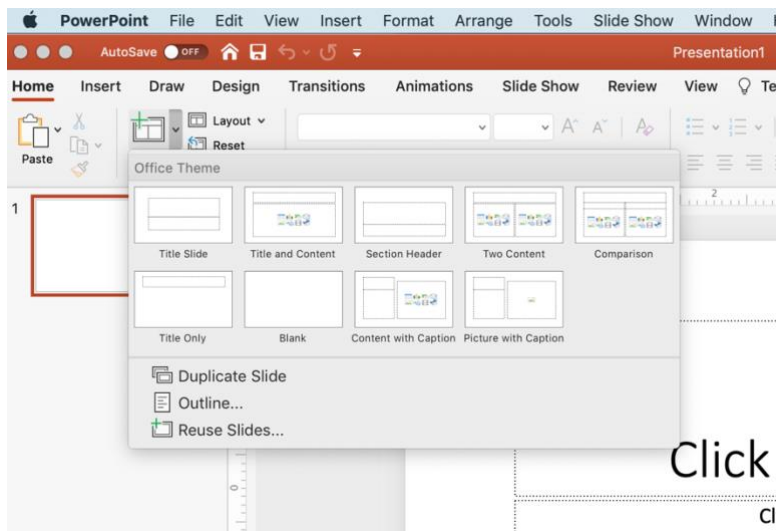 PowerPoint File Edit View Insert Format Arrange Tools Slide Show Window
AutoSave OFF Presentation1
Home Insert Draw Design Transitions Animations Slide Show Review View Te
Paste
Layout
Reset
Office Theme
Title Slide Title and Content Section Header Two Content Comparison
Title Only Blank Content with Caption Picture with Caption
Duplicate Slide
Outline...
Reuse Slides...
1
2
0
Click
Cl